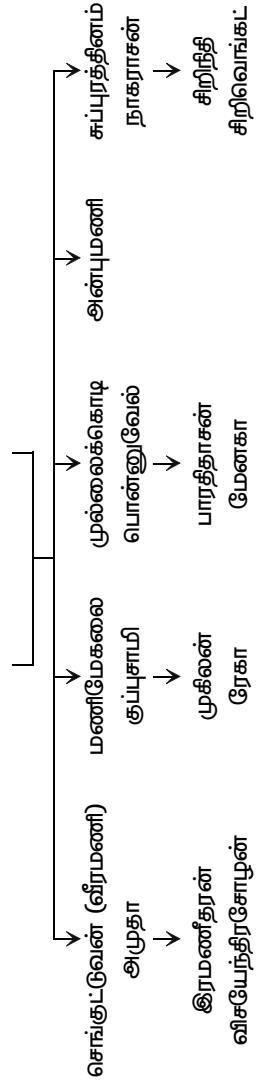 செங்குட்டுவன் (வீரமணி)
அமுதா
இரமணீதரன்
விசயேந்திரசோழன்
மணிமேகலை
குப்புசாமி
முகிலன்
ரேகா
முல்லைக்கொடி
பொன்னுவேல்
பாரதிதாசன்
மேனகா
அன்புமணி
சுப்புரத்தினம்
நாகராசன்
சிறிநிதி
சிறிவெங்கட்